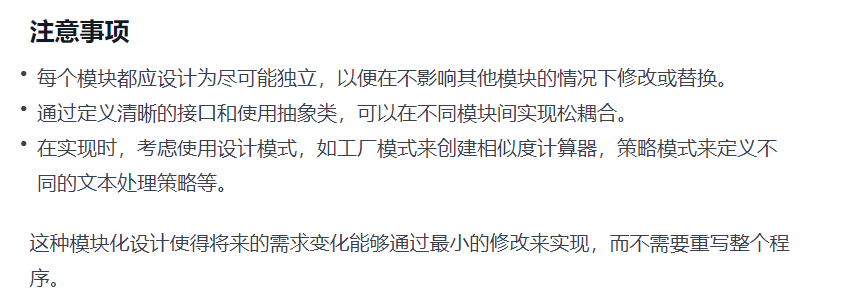 注意事项
• 每个模块都应设计为尽可能独立，以便在不影响其他模块的情况下修改或替换。
• 通过定义清晰的接口和使用抽象类，可以在不同模块间实现松耦合。
• 在实现时，考虑使用设计模式，如工厂模式来创建相似度计算器，策略模式来定义不
同的文本处理策略等。
这种模块化设计使得将来的需求变化能够通过最小的修改来实现，而不需要重写整个程
序。